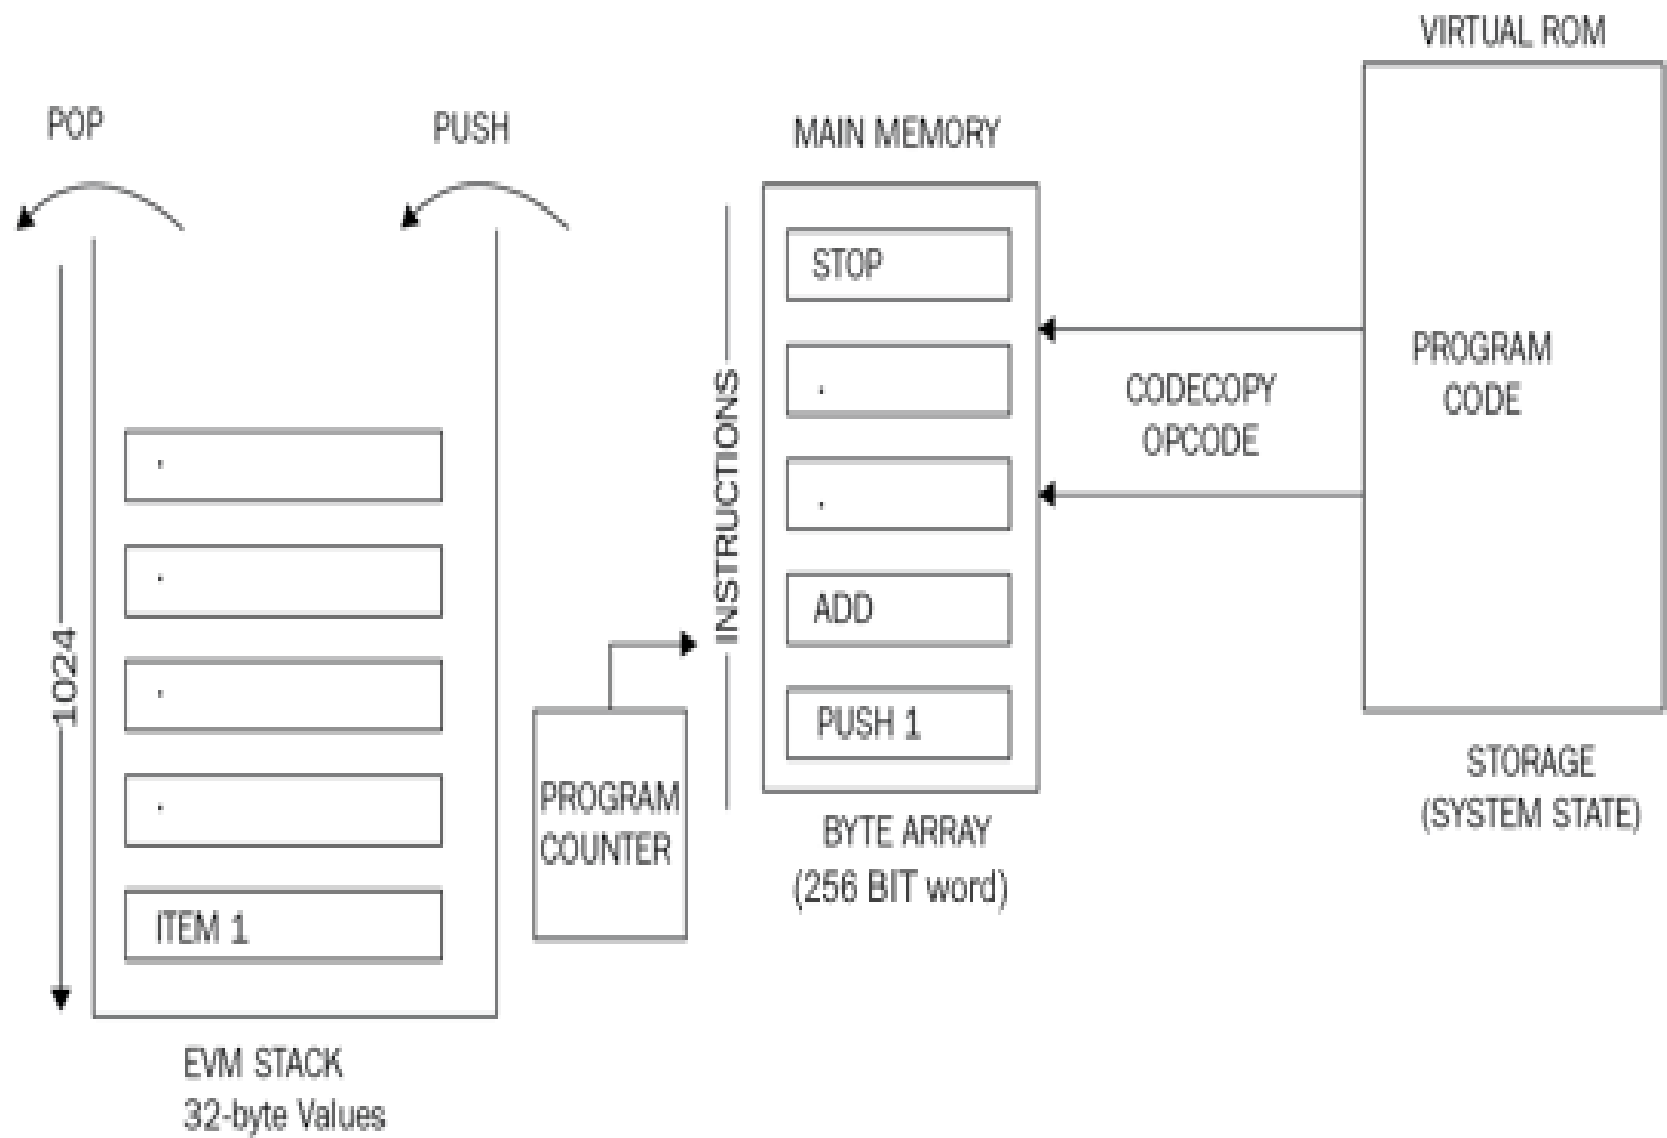 VIRTUAL ROM
POP
PUSH
MAIN MEMORY
STOP
.
.
ADD
PUSH 1
INSTRUCTIONS
CODECOPY
OPCODE
PROGRAM
CODE
.
.
.
.
ITEM 1
1024
PROGRAM
COUNTER
BYTE ARRAY
(256 BIT word)
STORAGE
(SYSTEM STATE)
EVM STACK
32-byte Values